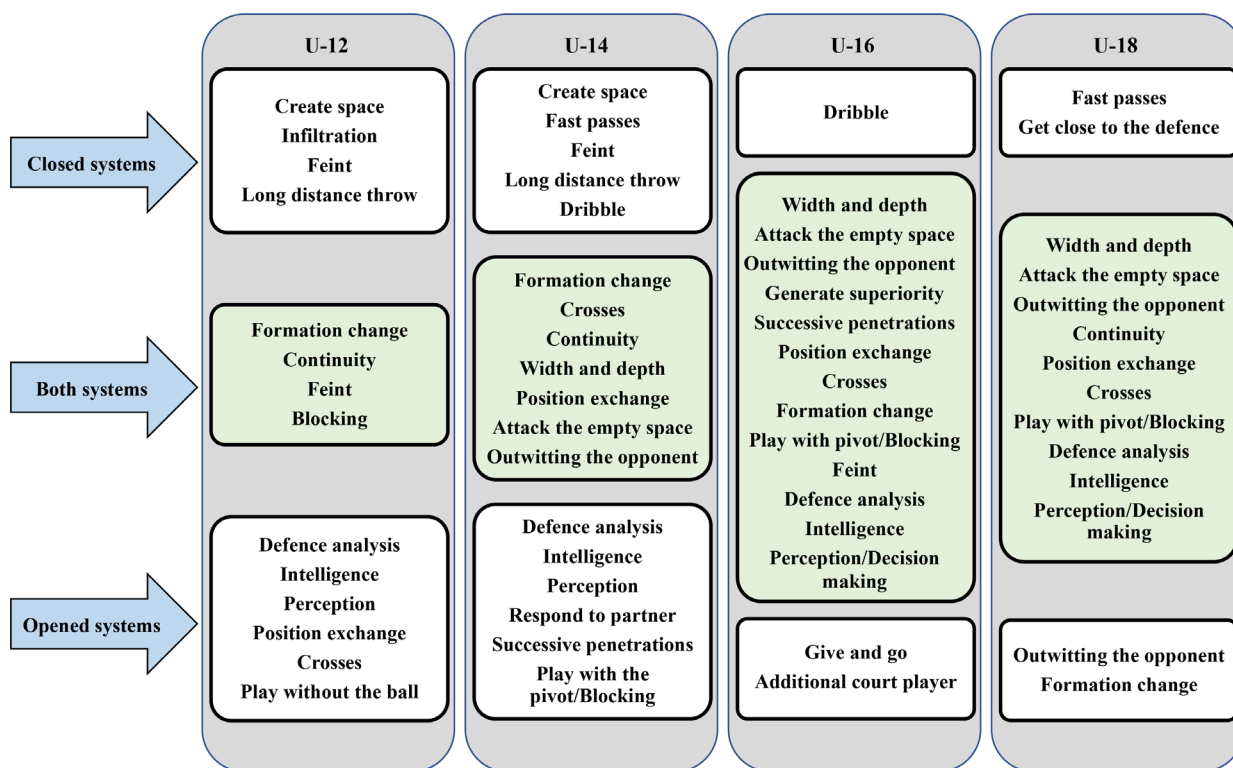 U-12
U-14
U-16
U-18
Closed systems
Create space
Infiltration
Feint
Long distance throw
Create space
Fast passes
Feint
Long distance throw
Dribble
Dribble
Fast passes
Get close to the defence
Both systems
Formation change
Continuity
Feint
Blocking
Formation change
Crosses
Continuity
Width and depth
Position exchange
Attack the empty space
Outwitting the opponent
Width and depth
Attack the empty space
Outwitting the opponent
Generate superiority
Successive penetrations
Position exchange
Crosses
Formation change
Play with pivot/Blocking
Feint
Defence analysis
Intelligence
Perception/Decision
making
Width and depth
Attack the empty space
Outwitting the opponent
Continuity
Position exchange
Crosses
Play with pivot/Blocking
Defence analysis
Intelligence
Perception/Decision
making
Opened systems
Defence analysis
Intelligence
Perception
Position exchange
Crosses
Play without the ball
Defence analysis
Intelligence
Perception
Respond to partner
Successive penetrations
Play with the
pivot/Blocking
Give and go
Additional court player
Outwitting the opponent
Formation change